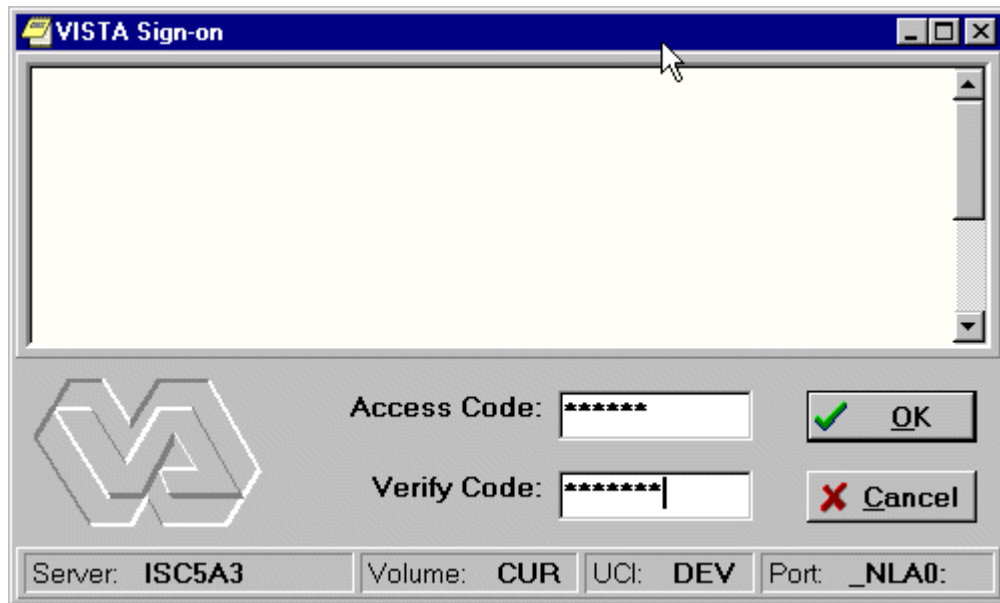 VISTA Sign-on
Access Code: ******
OK
Verify Code: *******
Cancel
Server: ISC5A3 Volume: CUR UCI: DEV Port: _NLA0: